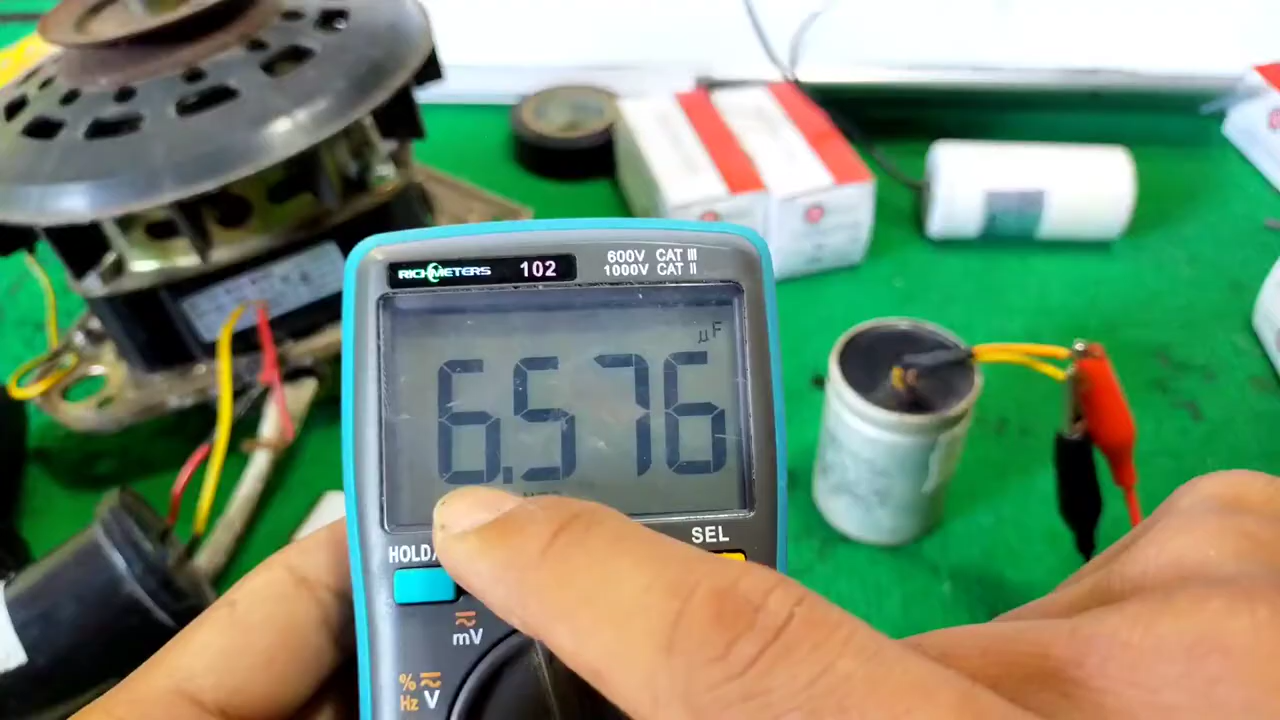 RICHMETERS 102
600V CAT III
1000V CAT II
μF
6.576
SEL
HOLD/
mV
%
Hz
V